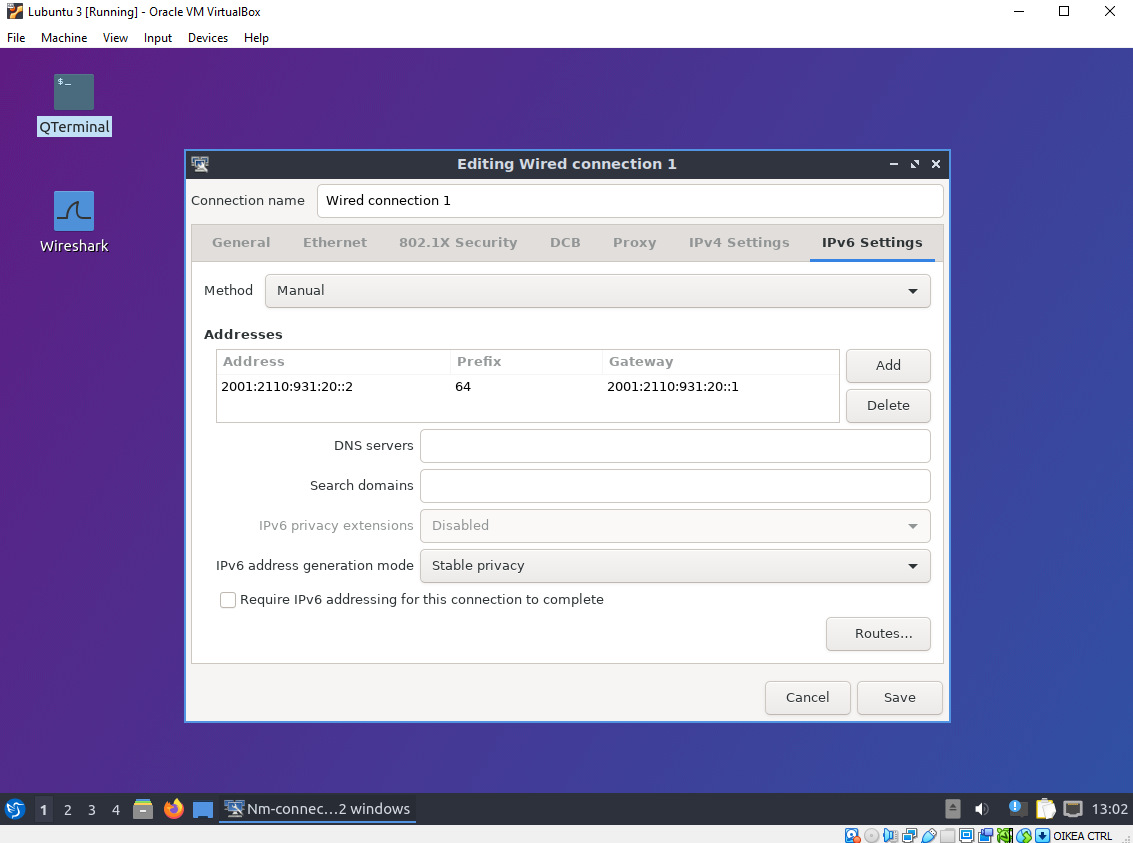 Lubuntu 3 [Running] - Oracle VM VirtualBox
File Machine View Input Devices Help
$_
QTerminal
Wireshark
Editing Wired connection 1
Connection name Wired connection 1
General Ethernet 802.1X Security DCB Proxy IPv4 Settings IPv6 Settings
Method Manual
Addresses
Address Prefix Gateway
2001:2110:931:20::2 64 2001:2110:931:20::1
Add
Delete
DNS servers
Search domains
IPv6 privacy extensions Disabled
IPv6 address generation mode Stable privacy
Require IPv6 addressing for this connection to complete
Routes...
Cancel Save
1 2 3 4 Nm-connec...2 windows 13:02
OIKEA CTRL